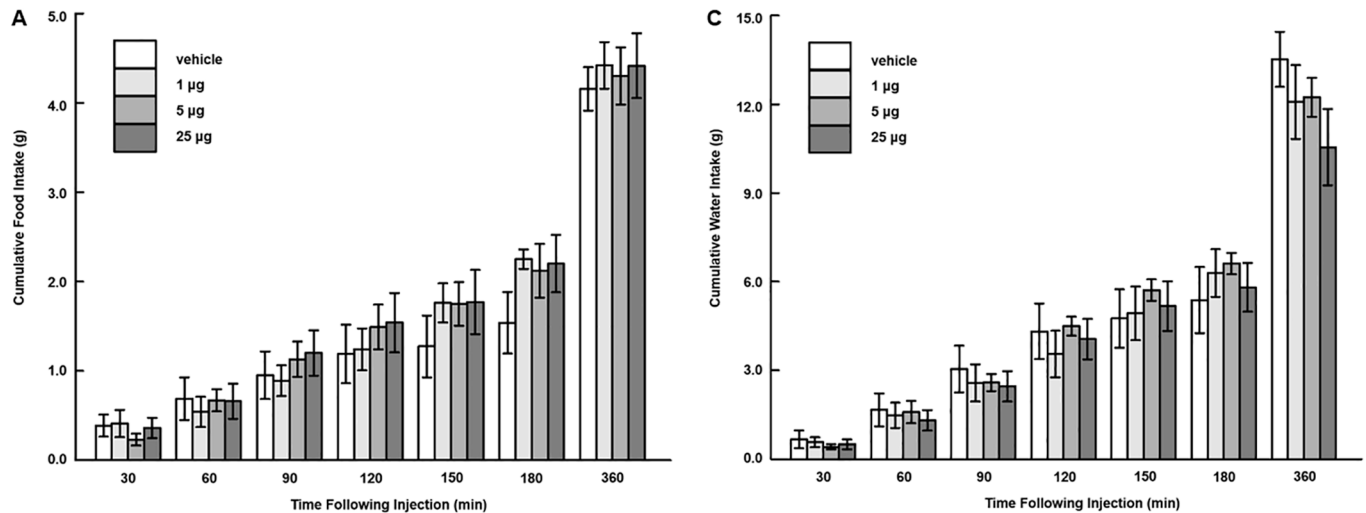 A
Cumulative Food Intake (g)
5.0
4.0
3.0
2.0
1.0
0.0
vehicle
1 µg
5 µg
25 µg
30 60 90 120 150 180 360
Time Following Injection (min)
C
Cumulative Water Intake (g)
15.0
12.0
9.0
6.0
3.0
0.0
vehicle
1 µg
5 µg
25 µg
30 60 90 120 150 180 360
Time Following Injection (min)